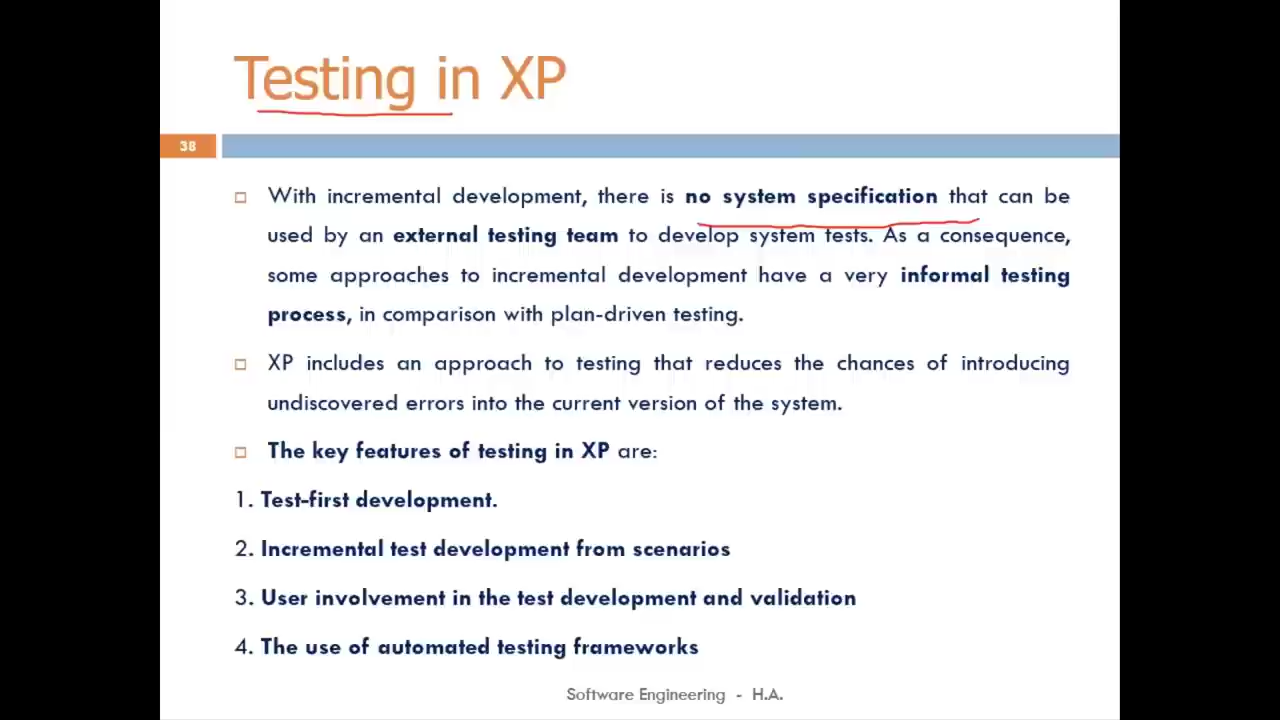 Testing in XP
38
With incremental development, there is no system specification that can be
used by an external testing team to develop system tests. As a consequence,
some approaches to incremental development have a very informal testing
process, in comparison with plan-driven testing.
XP includes an approach to testing that reduces the chances of introducing
undiscovered errors into the current version of the system.
The key features of testing in XP are:
1. Test-first development.
2. Incremental test development from scenarios
3. User involvement in the test development and validation
4. The use of automated testing frameworks
Software Engineering - H.A.